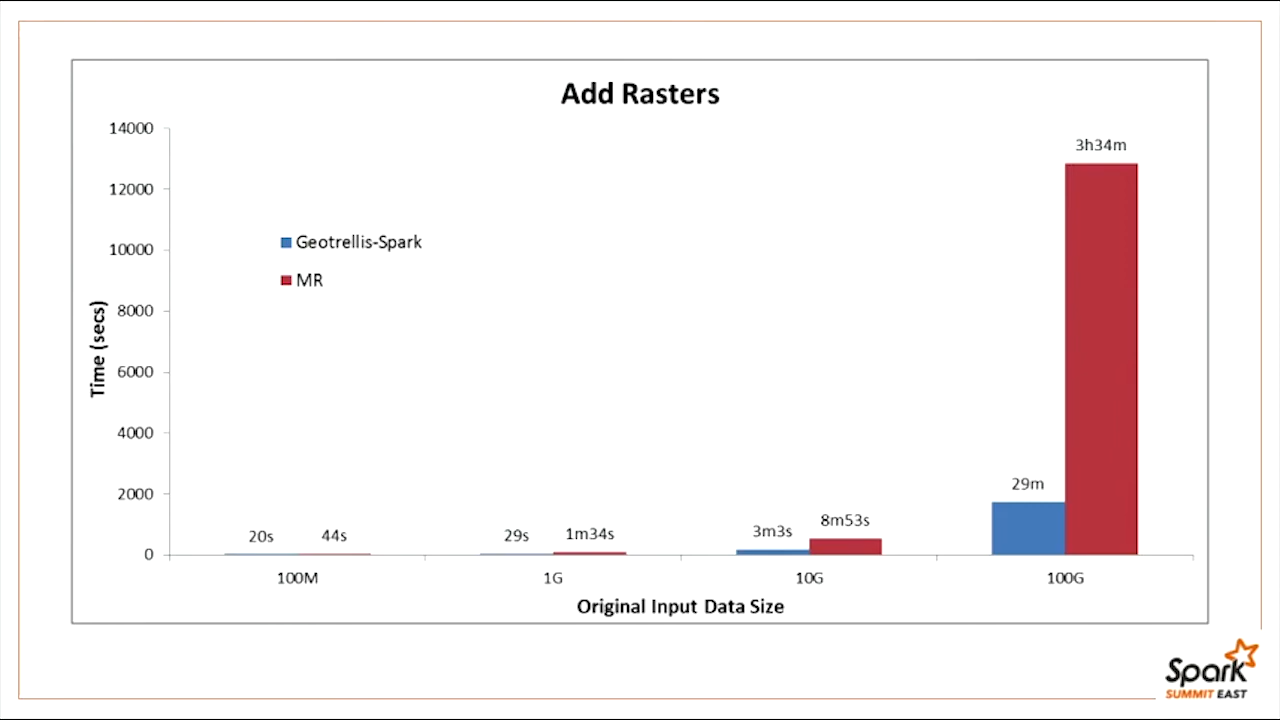 Add Rasters
14000
12000
10000
8000
6000
4000
2000
0
Time (secs)
Geotrellis-Spark
MR
20s
44s
29s
1m34s
3m3s
8m53s
29m
3h34m
100M
1G
10G
100G
Original Input Data Size
Spark
SUMMIT EAST